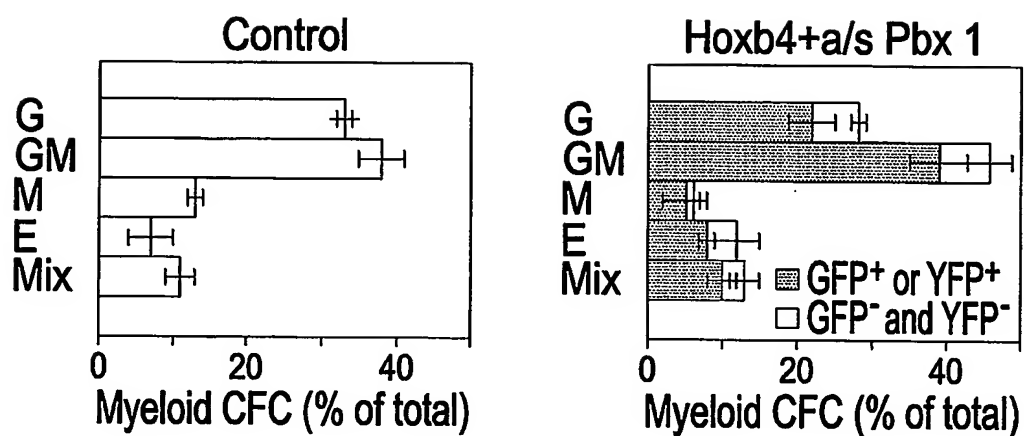 Control
G
GM
M
E
Mix
0 20 40
Myeloid CFC (% of total)
Hoxb4+a/s Pbx 1
G
GM
M
E
Mix
GFP⁺ or YFP⁺
GFP⁻ and YFP⁻
0 20 40
Myeloid CFC (% of total)